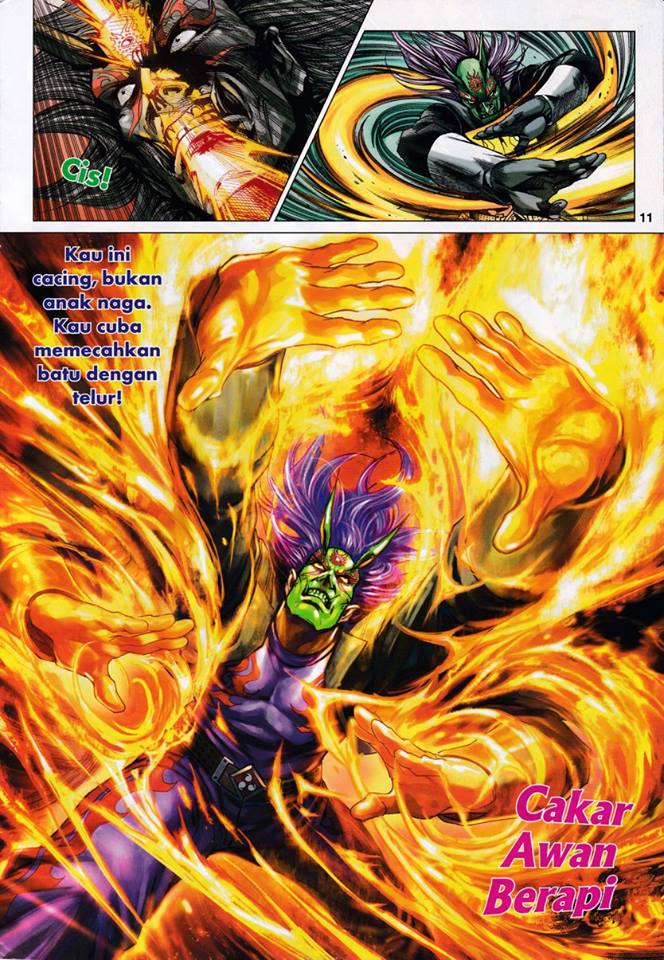 Cis!
11
Kau ini
cacing, bukan
anak naga.
Kau cuba
memecahkan
batu dengan
telur!
Cakar
Awan
Berapi